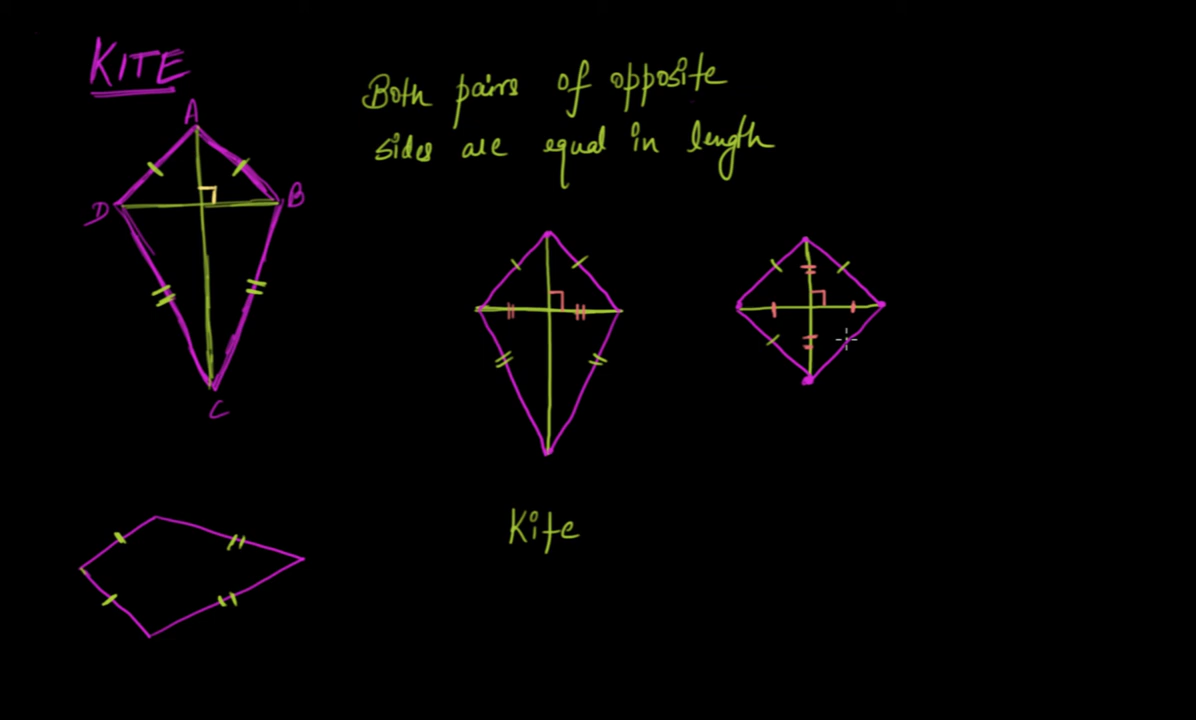 KITE
Both pairs of opposite
sides are equal in length
A
D
B
C
Kite